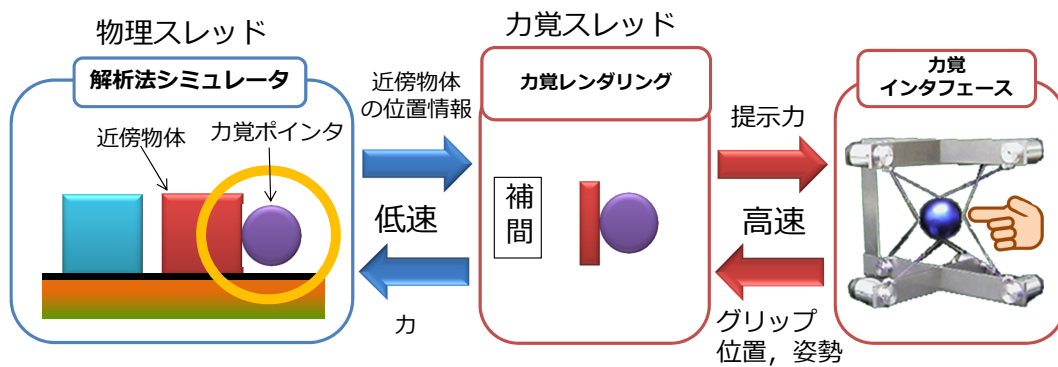 物理スレッド
解析法シミュレータ
近傍物体
力覚ポインタ
近傍物体
の位置情報
低速
力
力覚スレッド
力覚レンダリング
補
間
提示力
高速
グリップ
位置，姿勢
力覚
インタフェース